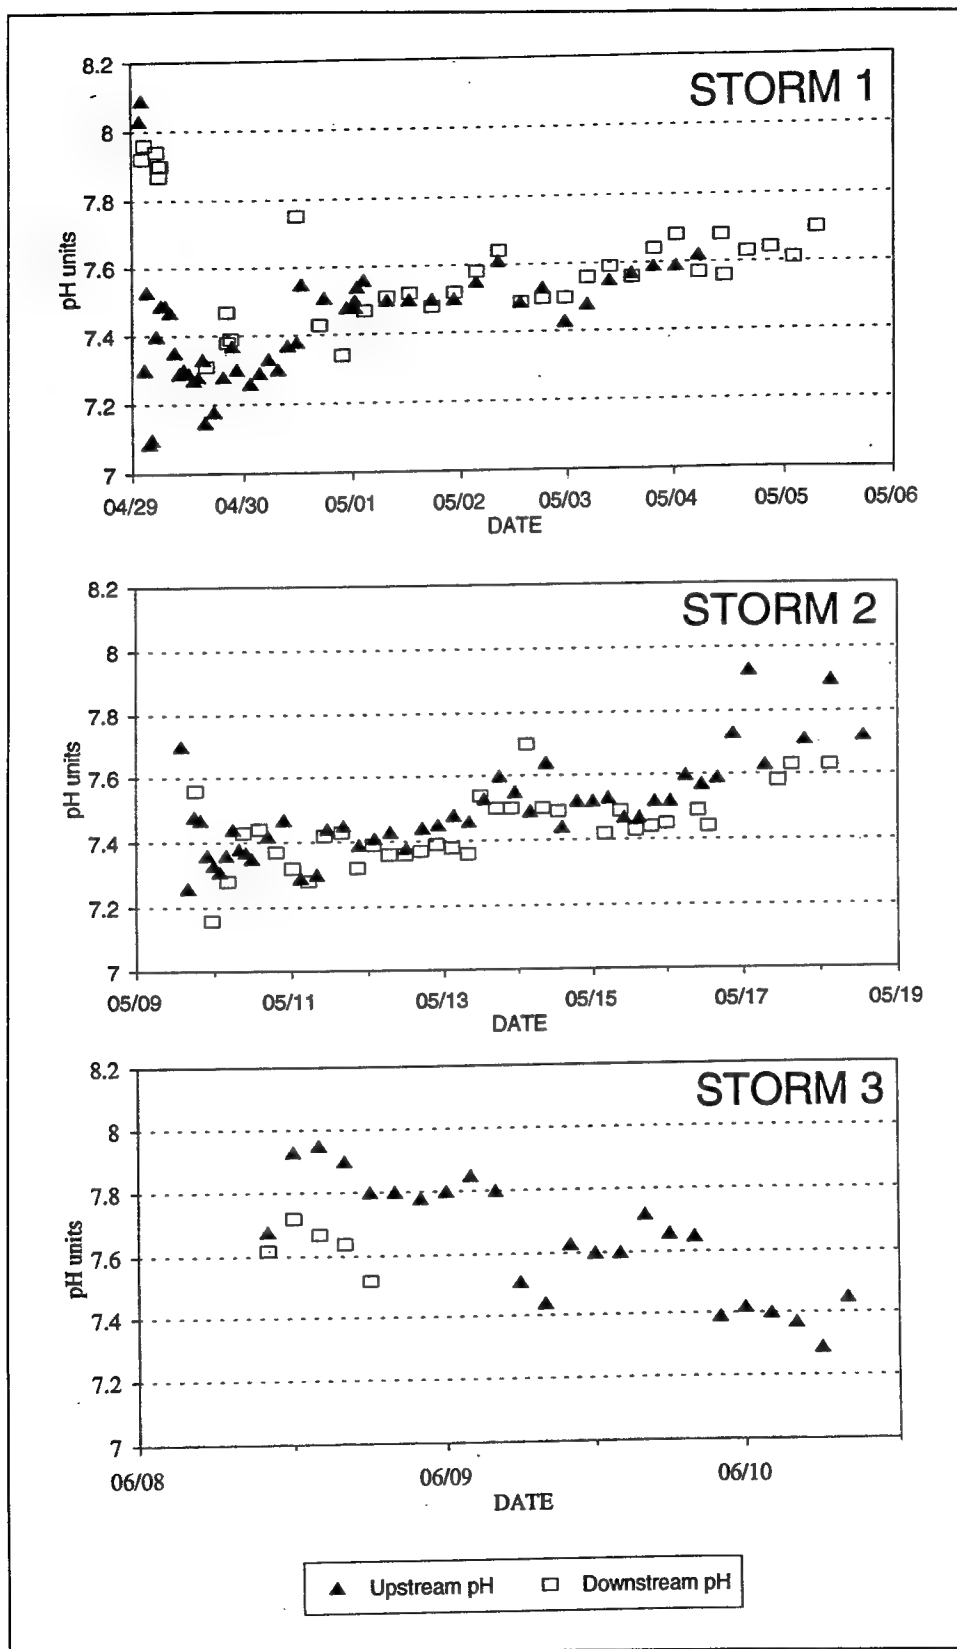 STORM 1
8.2
8
7.8
7.6
7.4
7.2
7
pH units
04/29 04/30 05/01 05/02 05/03 05/04 05/05 05/06
DATE
STORM 2
8.2
8
7.8
7.6
7.4
7.2
7
pH units
05/09 05/11 05/13 05/15 05/17 05/19
DATE
STORM 3
8.2
8
7.8
7.6
7.4
7.2
7
pH units
06/08 06/09 06/10
DATE
Upstream pH Downstream pH